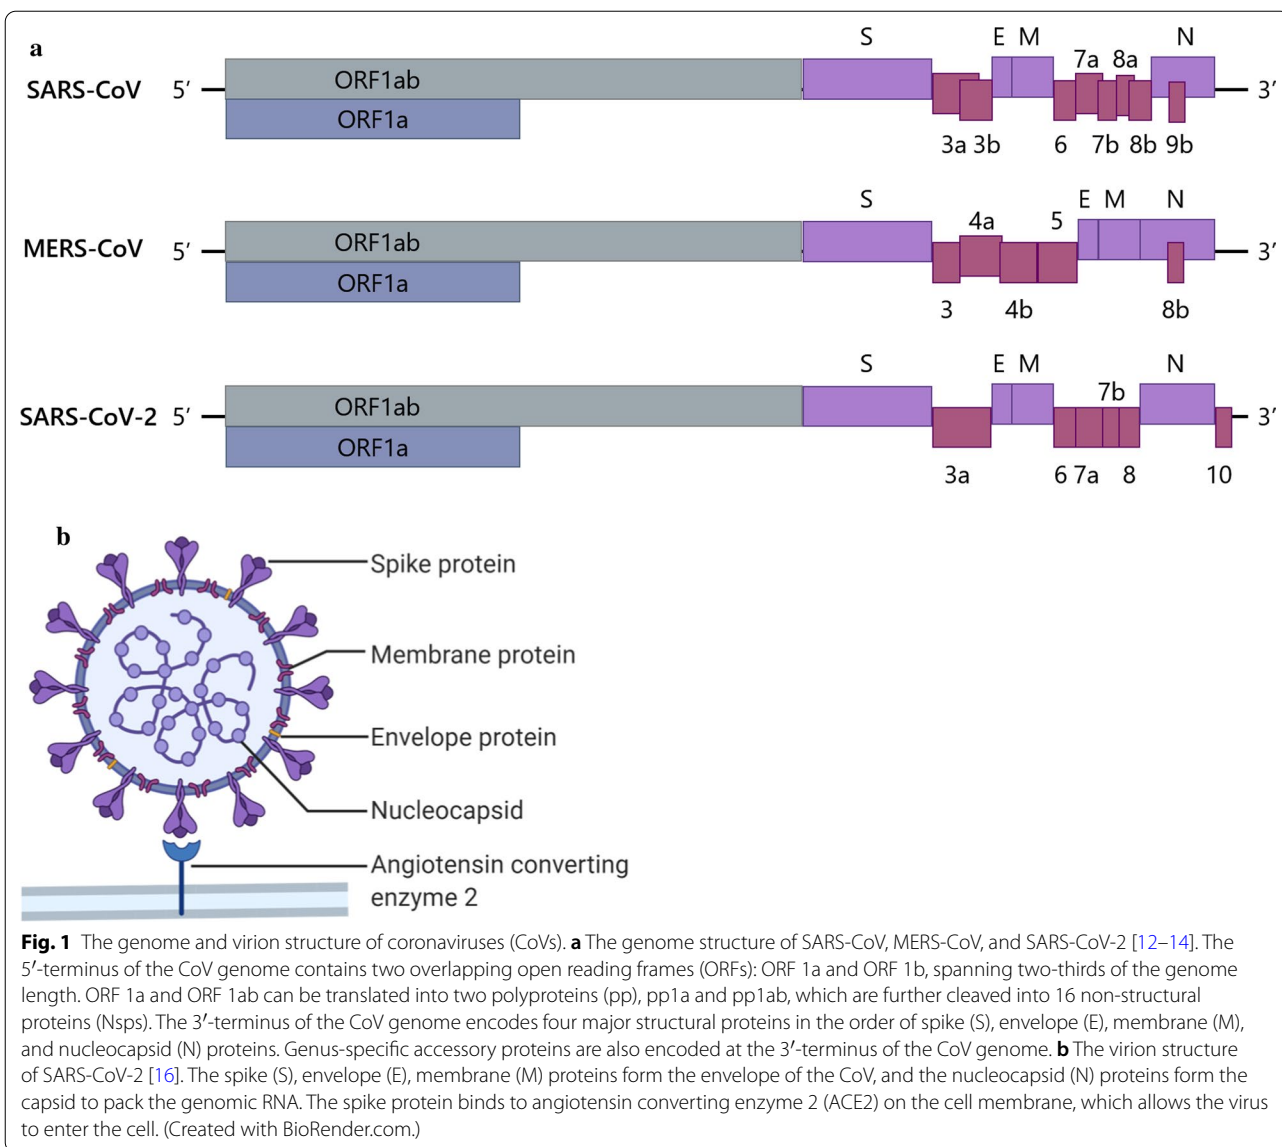 a
S E M 7a 8a N
SARS-CoV 5′ ORF1ab 3′
ORF1a
3a 3b 6 7b 8b 9b
S 4a 5 E M N
MERS-CoV 5′ ORF1ab 3′
ORF1a
3 4b 8b
S E M 7b N
SARS-CoV-2 5′ ORF1ab 3′
ORF1a
3a 6 7a 8 10
b
Spike protein
Membrane protein
Envelope protein
Nucleocapsid
Angiotensin converting
enzyme 2
Fig. 1 The genome and virion structure of coronaviruses (CoVs). a The genome structure of SARS-CoV, MERS-CoV, and SARS-CoV-2 [12–14]. The
5′-terminus of the CoV genome contains two overlapping open reading frames (ORFs): ORF 1a and ORF 1b, spanning two-thirds of the genome
length. ORF 1a and ORF 1ab can be translated into two polyproteins (pp), pp1a and pp1ab, which are further cleaved into 16 non-structural
proteins (Nsps). The 3′-terminus of the CoV genome encodes four major structural proteins in the order of spike (S), envelope (E), membrane (M),
and nucleocapsid (N) proteins. Genus-specific accessory proteins are also encoded at the 3′-terminus of the CoV genome. b The virion structure
of SARS-CoV-2 [16]. The spike (S), envelope (E), membrane (M) proteins form the envelope of the CoV, and the nucleocapsid (N) proteins form the
capsid to pack the genomic RNA. The spike protein binds to angiotensin converting enzyme 2 (ACE2) on the cell membrane, which allows the virus
to enter the cell. (Created with BioRender.com.)